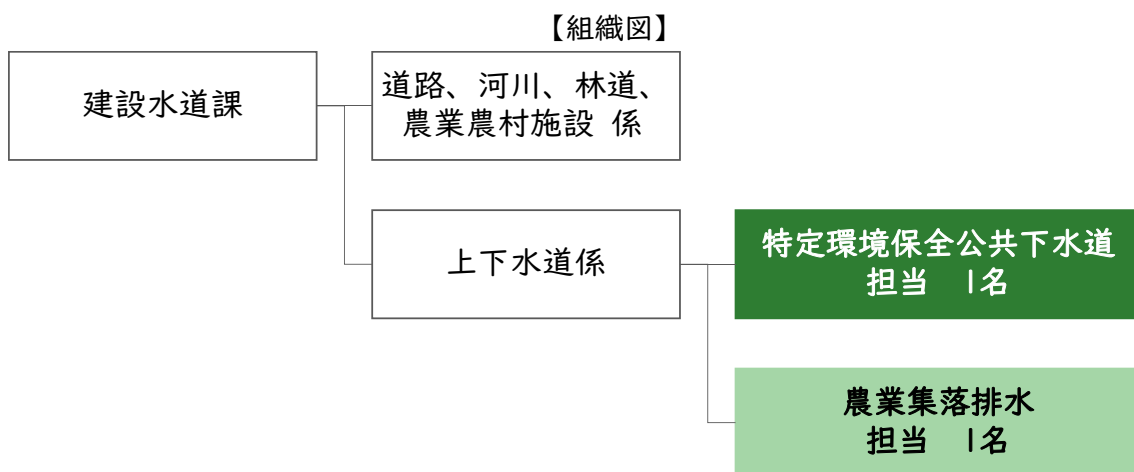 【組織図】
建設水道課
道路、河川、林道、
農業農村施設 係
上下水道係
特定環境保全公共下水道
担当　1名
農業集落排水
担当　1名